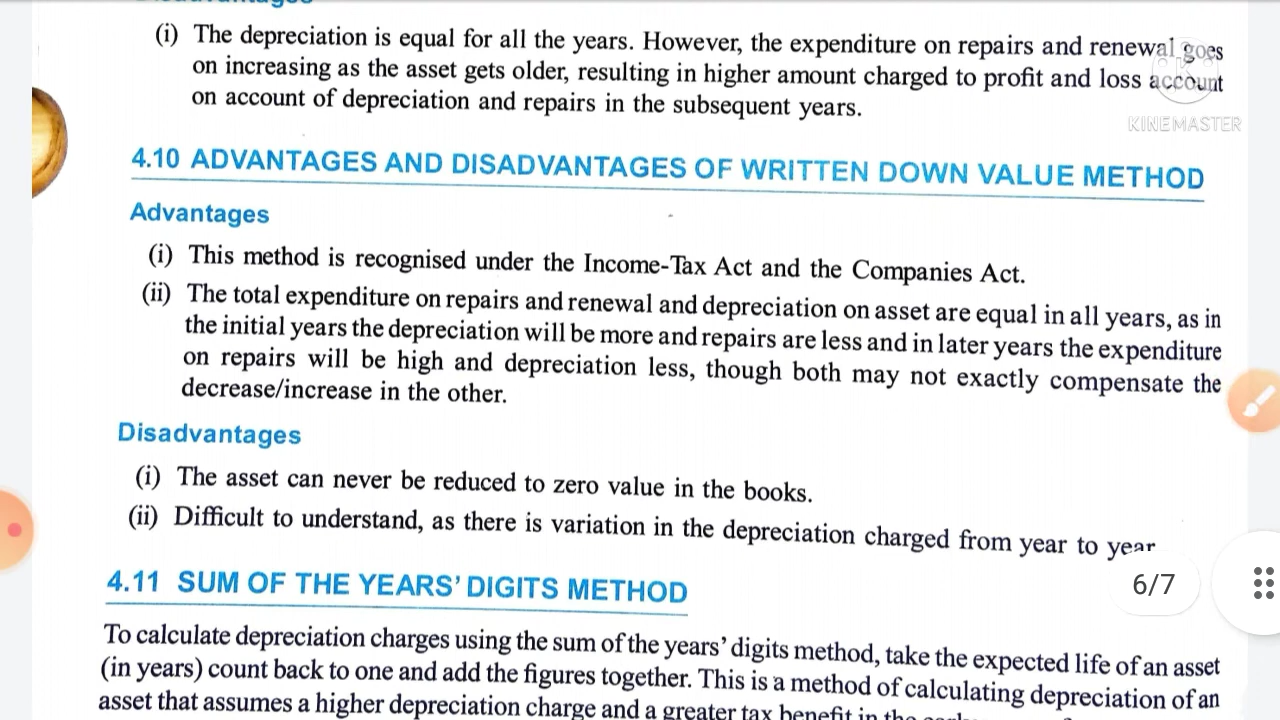 (i) The depreciation is equal for all the years. However, the expenditure on repairs and renewal goes
on increasing as the asset gets older, resulting in higher amount charged to profit and loss account
on account of depreciation and repairs in the subsequent years.
KINEMASTER
4.10 ADVANTAGES AND DISADVANTAGES OF WRITTEN DOWN VALUE METHOD
Advantages
(i) This method is recognised under the Income-Tax Act and the Companies Act.
(ii) The total expenditure on repairs and renewal and depreciation on asset are equal in all years, as in
the initial years the depreciation will be more and repairs are less and in later years the expenditure
on repairs will be high and depreciation less, though both may not exactly compensate the
decrease/increase in the other.
Disadvantages
(i) The asset can never be reduced to zero value in the books.
(ii) Difficult to understand, as there is variation in the depreciation charged from year to year
4.11 SUM OF THE YEARS' DIGITS METHOD
6/7
To calculate depreciation charges using the sum of the years' digits method, take the expected life of an asset
(in years) count back to one and add the figures together. This is a method of calculating depreciation of an
asset that assumes a higher depreciation charge and a greater tax benefit in the